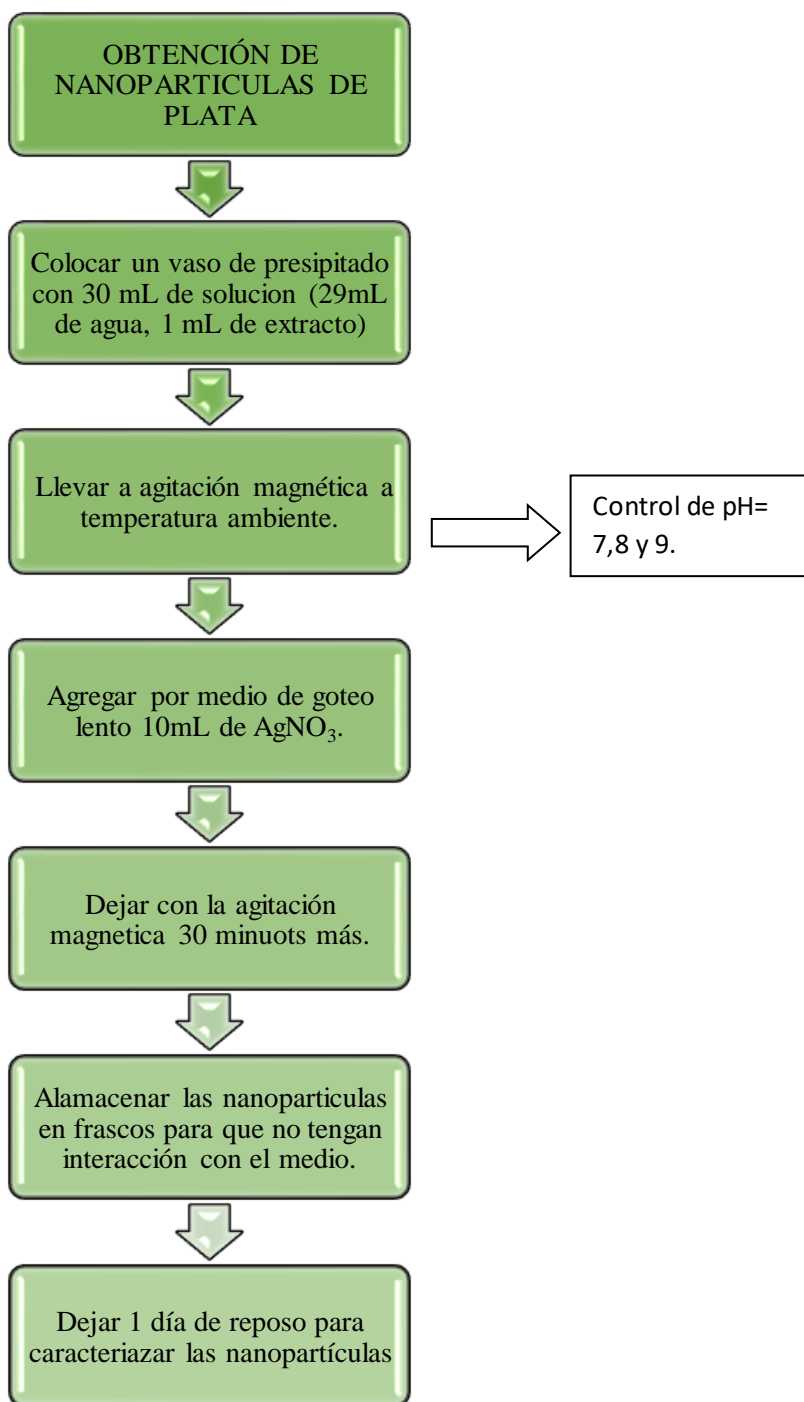 OBTENCIÓN DE
NANOPARTICULAS DE
PLATA
Colocar un vaso de presipitado
con 30 mL de solucion (29mL
de agua, 1 mL de extracto)
Llevar a agitación magnética a
temperatura ambiente.
Control de pH=
7,8 y 9.
Agregar por medio de goteo
lento 10mL de AgNO₃.
Dejar con la agitación
magnetica 30 minuots más.
Alamacenar las nanoparticulas
en frascos para que no tengan
interacción con el medio.
Dejar 1 día de reposo para
caracteriazar las nanopartículas